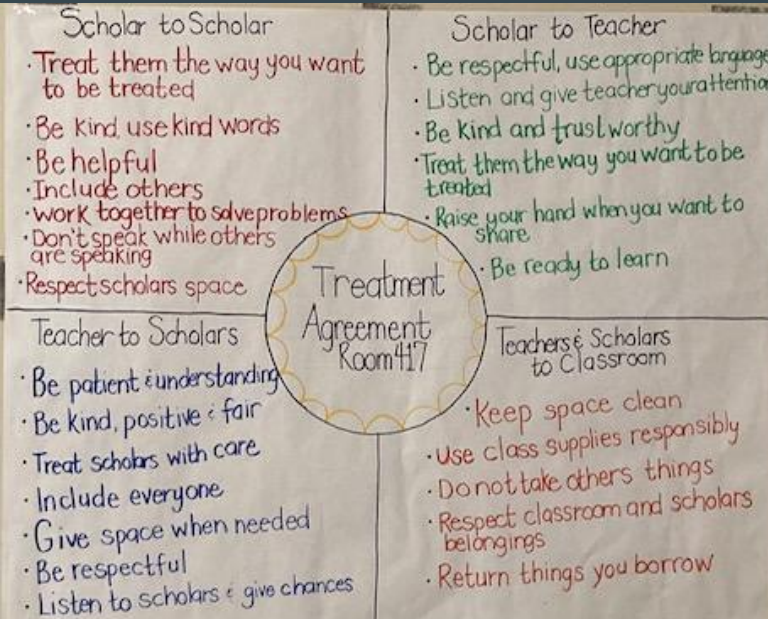 Scholar to Scholar
· Treat them the way you want
to be treated
· Be kind, use kind words
· Be helpful
· Include others
· work together to solve problems
· Don't speak while others
are speaking
· Respect scholars space
Scholar to Teacher
· Be respectful, use appropriate language
· Listen and give teacher your attention
· Be kind and trustworthy
· Treat them the way you want to be
treated
· Raise your hand when you want to
share
· Be ready to learn
Treatment
Agreement
Room 417
Teacher to Scholars
· Be patient & understanding
· Be kind, positive & fair
· Treat scholars with care
· Include everyone
· Give space when needed
· Be respectful
· Listen to scholars & give chances
Teachers & Scholars
to Classroom
· Keep space clean
· Use class supplies responsibly
· Do not take others things
· Respect classroom and scholars
belongings
· Return things you borrow